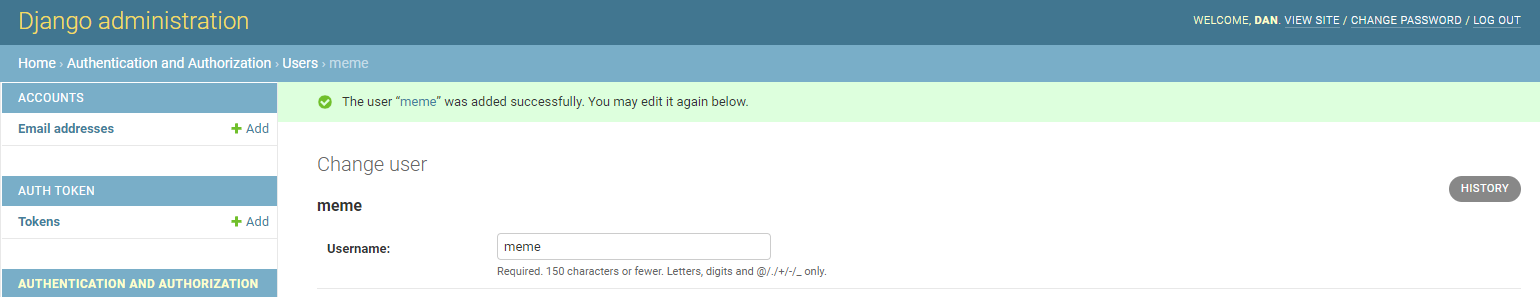 Django administration
WELCOME, DAN. VIEW SITE / CHANGE PASSWORD / LOG OUT
Home › Authentication and Authorization › Users › meme
ACCOUNTS
Email addresses + Add
AUTH TOKEN
Tokens + Add
AUTHENTICATION AND AUTHORIZATION
The user “meme” was added successfully. You may edit it again below.
Change user
HISTORY
meme
Username: meme
Required. 150 characters or fewer. Letters, digits and @/./+/-/_ only.